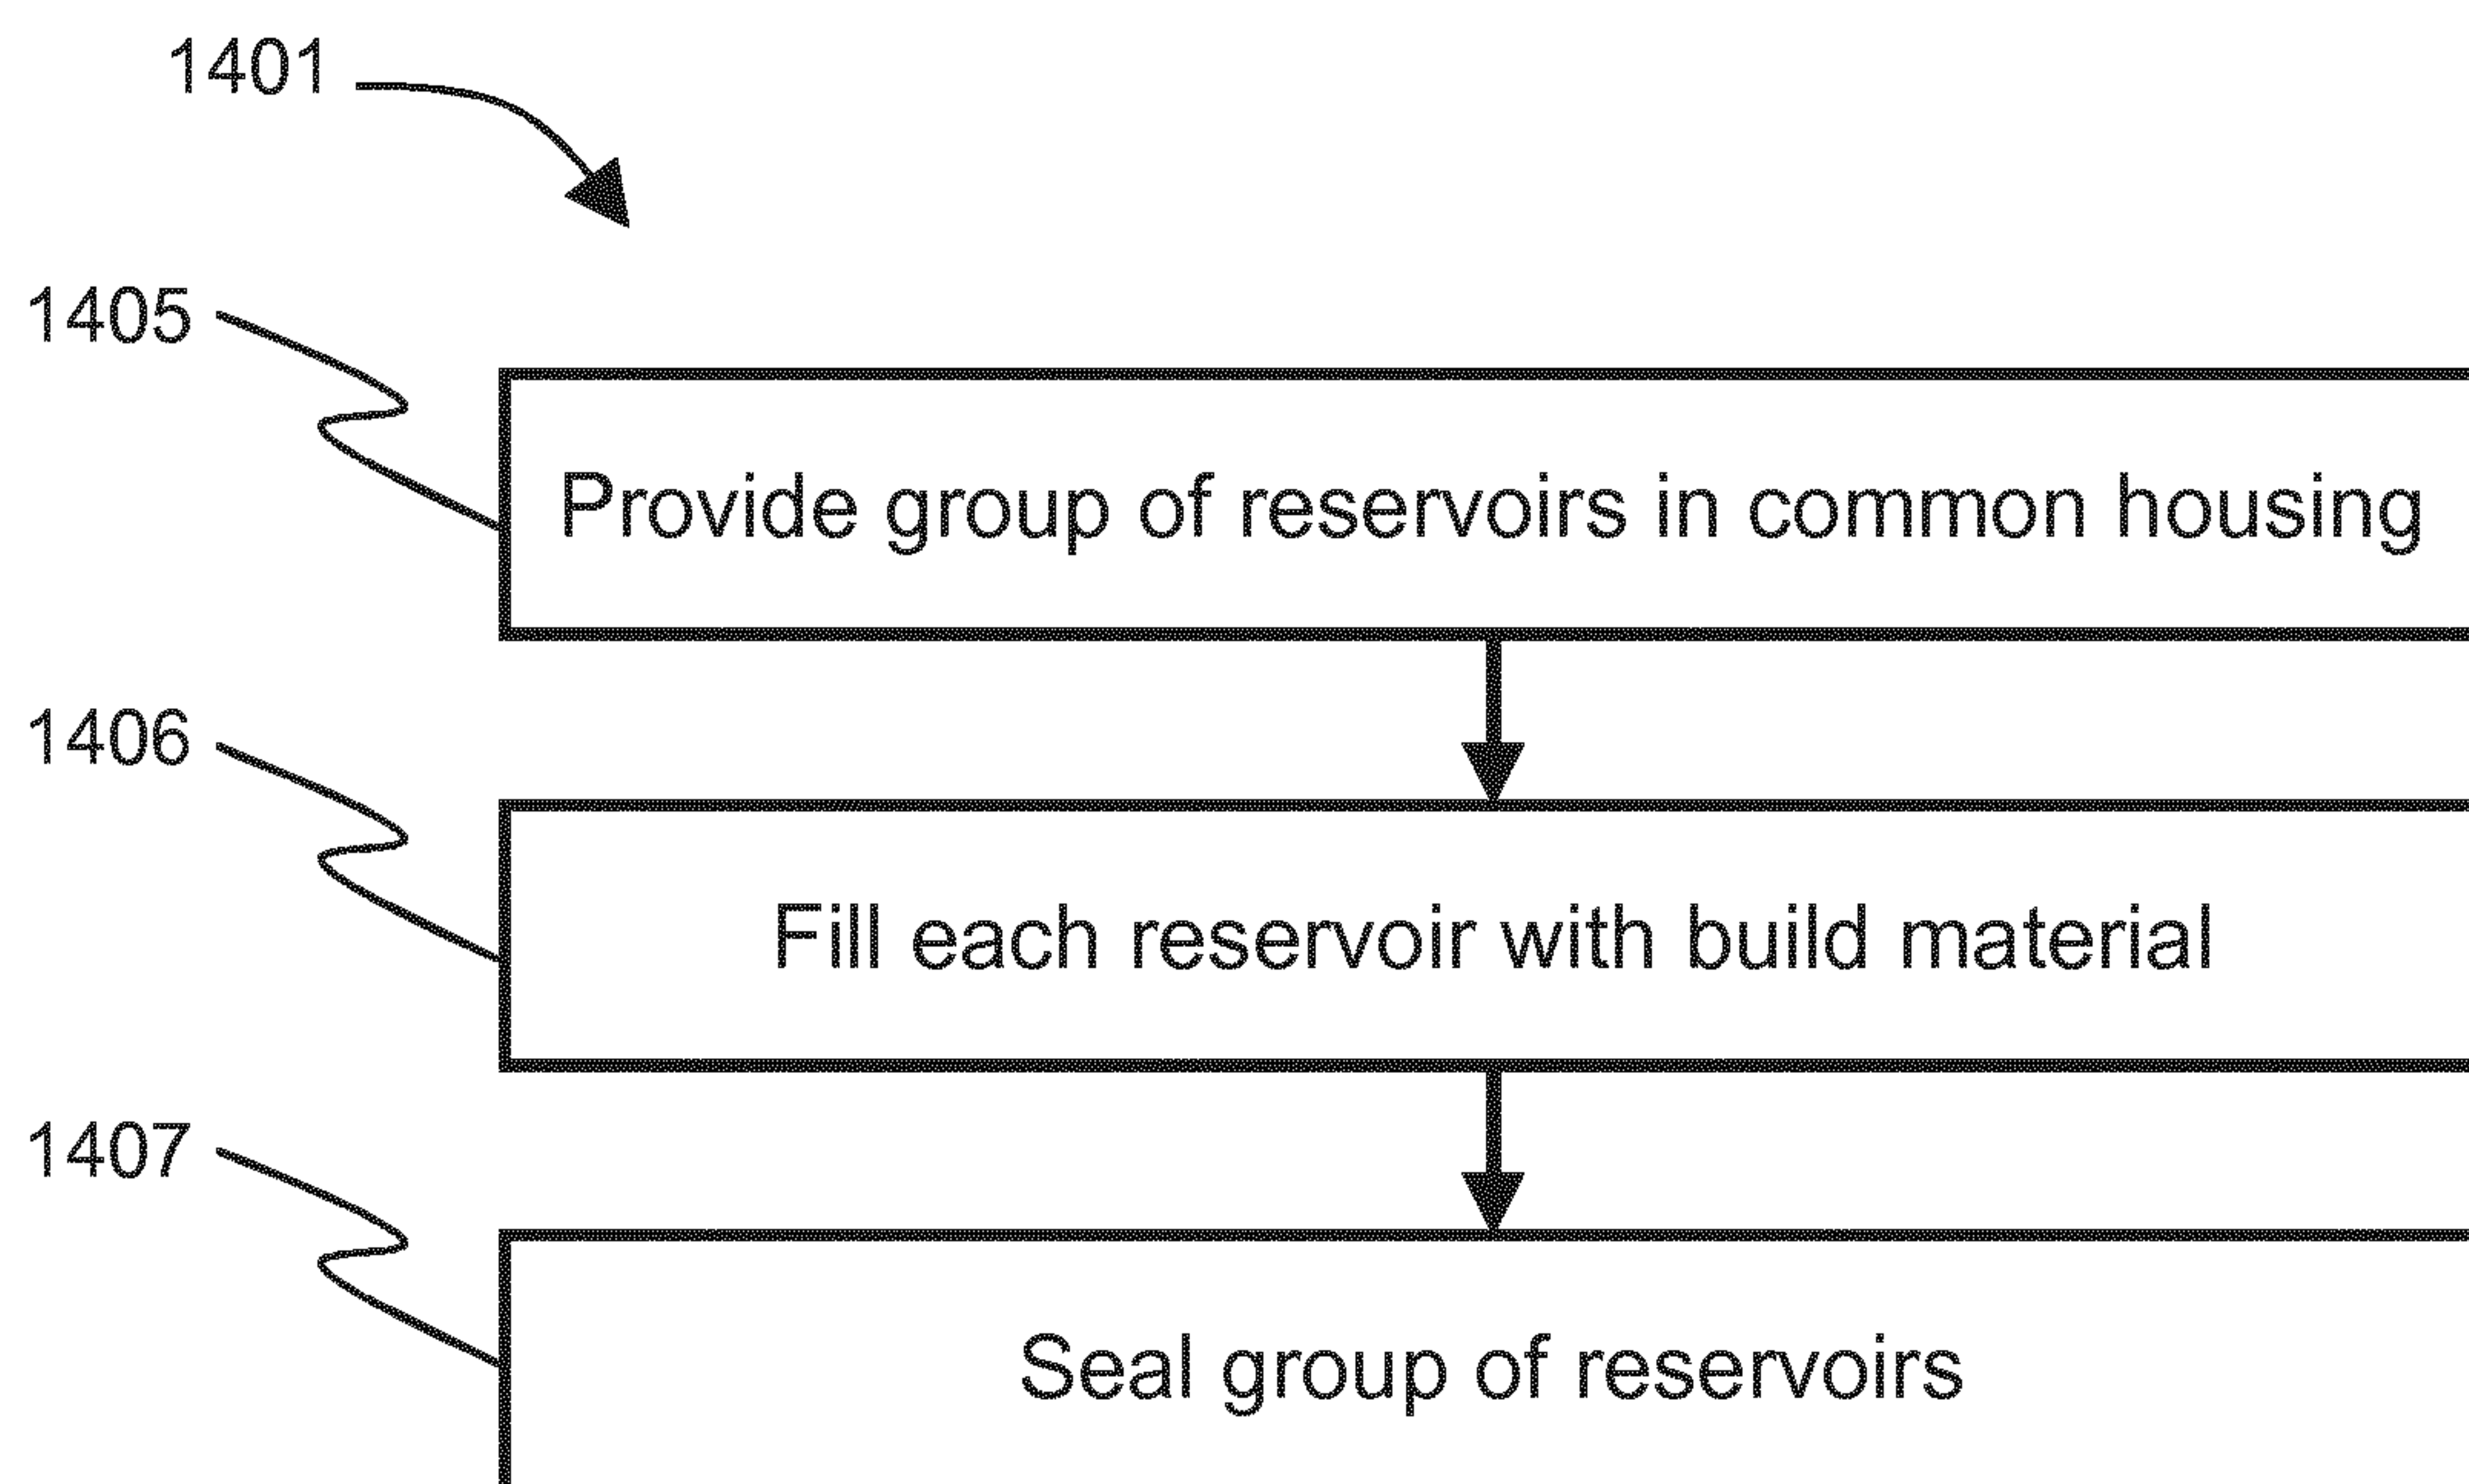 1401
1405
Provide group of reservoirs in common housing
1406
Fill each reservoir with build material
1407
Seal group of reservoirs